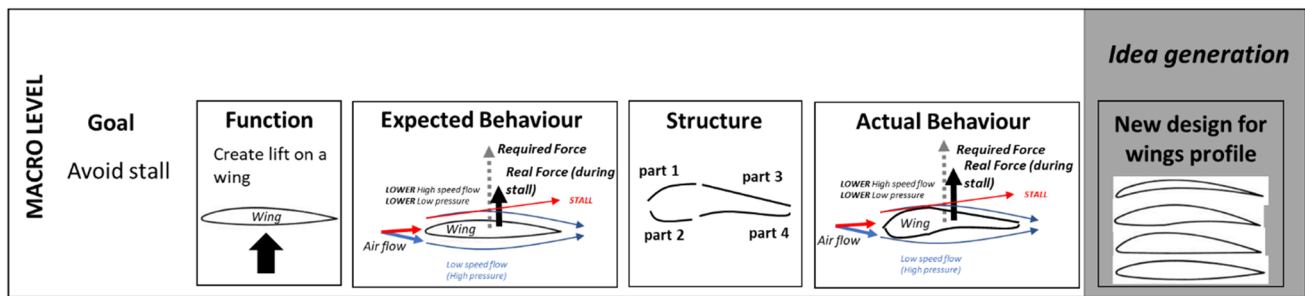 MACRO LEVEL
Goal
Avoid stall
Function
Create lift on a
wing
Wing
Expected Behaviour
Required Force
Real Force (during
stall)
LOWER High speed flow
LOWER Low pressure
STALL
Wing
Air flow
Low speed flow
(High pressure)
Structure
part 1
part 3
part 2
part 4
Actual Behaviour
Required Force
Real Force (during
stall)
LOWER High speed flow
LOWER Low pressure
STALL
Wing
Air flow
Low speed flow
(High pressure)
Idea generation
New design for
wings profile